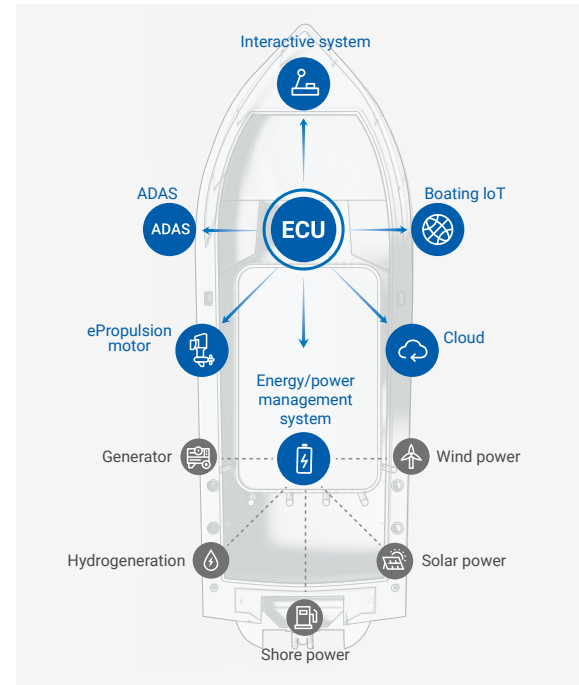 Interactive system
ADAS
Boating IoT
ADAS
ECU
ePropulsion
motor
Cloud
Energy/power
management
system
Generator
Wind power
Hydrogeneration
Solar power
Shore power